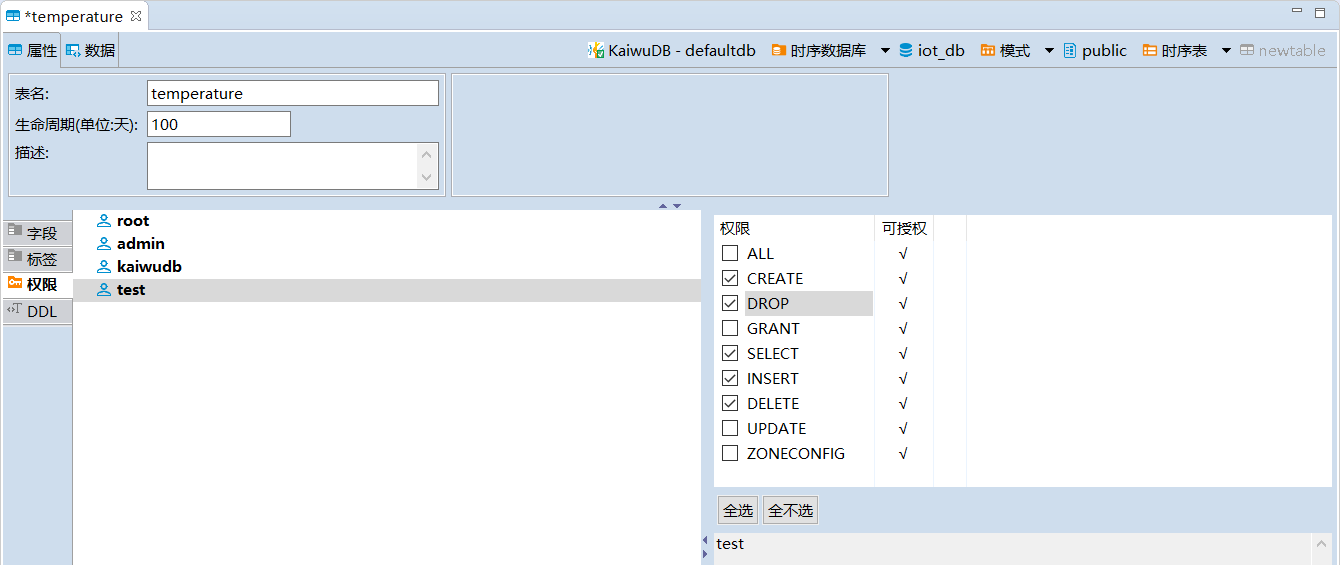 *temperature
属性 数据 KaiwuDB - defaultdb 时序数据库 iot_db 模式 public 时序表 newtable
表名: temperature
生命周期(单位:天): 100
描述:
字段
标签
权限
DDL
root
admin
kaiwudb
test
权限 可授权
ALL √
CREATE √
DROP √
GRANT √
SELECT √
INSERT √
DELETE √
UPDATE √
ZONECONFIG √
全选 全不选
test